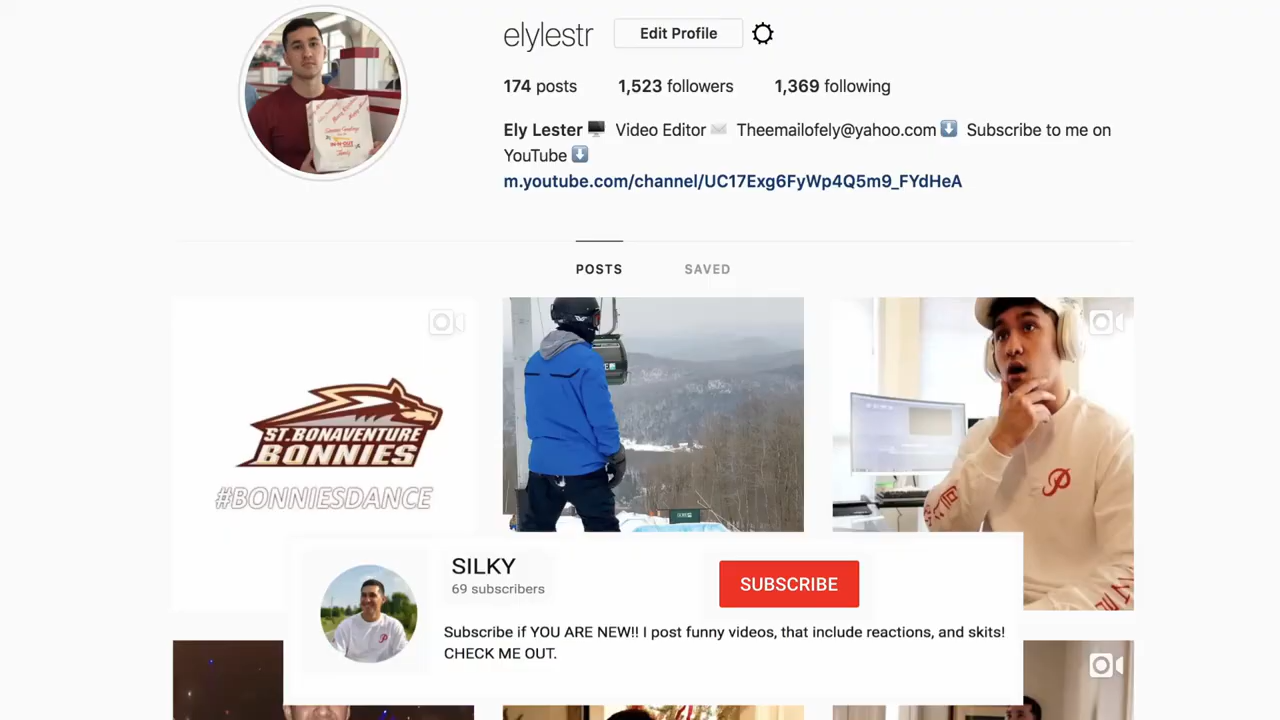 elylestr Edit Profile
174 posts 1,523 followers 1,369 following
Ely Lester 🖥 Video Editor ✉ Theemailofely@yahoo.com ⬇ Subscribe to me on
YouTube ⬇
m.youtube.com/channel/UC17Exg6FyWp4Q5m9_FYdHeA
POSTS SAVED
ST. BONAVENTURE
BONNIES
#BONNIESDANCE
SILKY
69 subscribers
SUBSCRIBE
Subscribe if YOU ARE NEW!! I post funny videos, that include reactions, and skits!
CHECK ME OUT.
IN-N-OUT